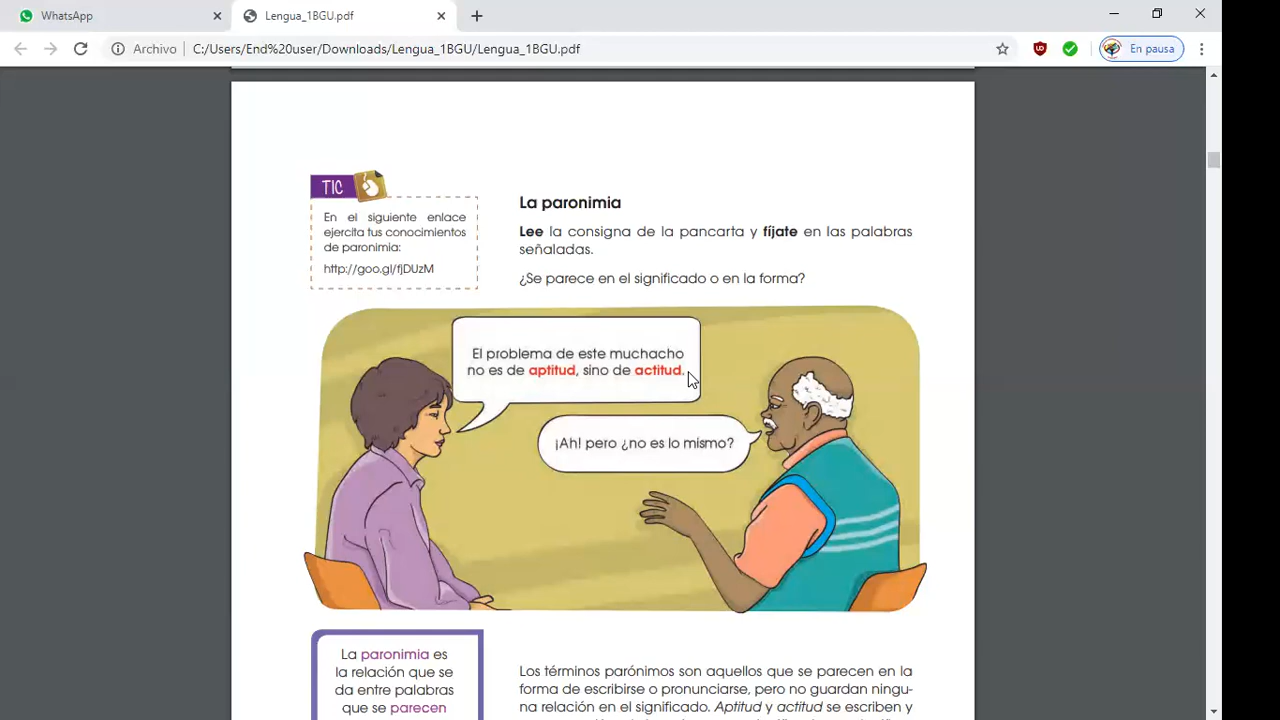 WhatsApp
Lengua_1BGU.pdf
Archivo
C:/Users/End%20user/Downloads/Lengua_1BGU/Lengua_1BGU.pdf
En pausa
TIC
En el siguiente enlace
ejercita tus conocimientos
de paronimia:
http://goo.gl/fjDUzM
La paronimia
Lee la consigna de la pancarta y fíjate en las palabras
señaladas.
¿Se parece en el significado o en la forma?
El problema de este muchacho
no es de aptitud, sino de actitud.
¡Ah! pero ¿no es lo mismo?
La paronimia es
la relación que se
da entre palabras
que se parecen
Los términos parónimos son aquellos que se parecen en la
forma de escribirse o pronunciarse, pero no guardan ningu-
na relación en el significado. Aptitud y actitud se escriben y